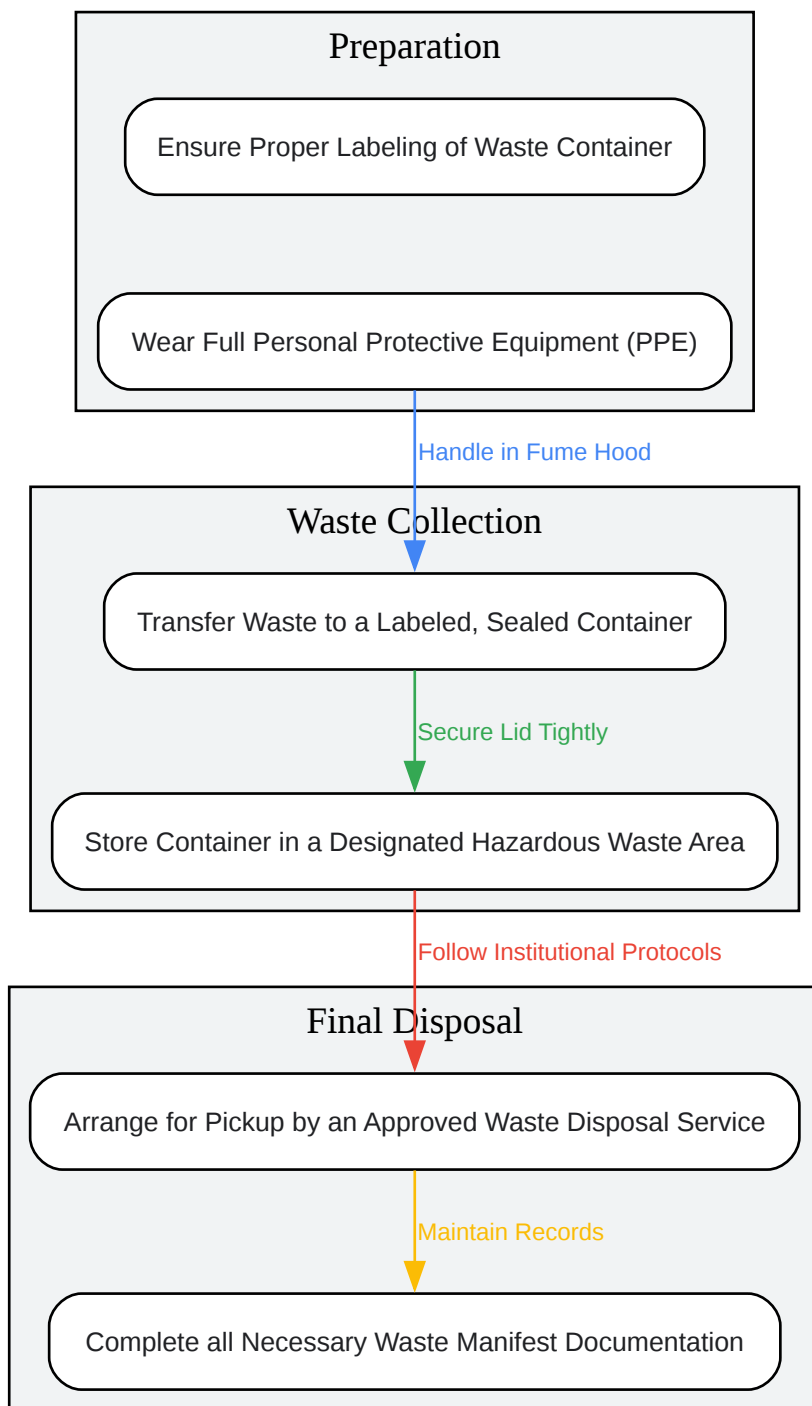 Preparation
Ensure Proper Labeling of Waste Container
Wear Full Personal Protective Equipment (PPE)
Handle in Fume Hood
Waste Collection
Transfer Waste to a Labeled, Sealed Container
Secure Lid Tightly
Store Container in a Designated Hazardous Waste Area
Follow Institutional Protocols
Final Disposal
Arrange for Pickup by an Approved Waste Disposal Service
Maintain Records
Complete all Necessary Waste Manifest Documentation